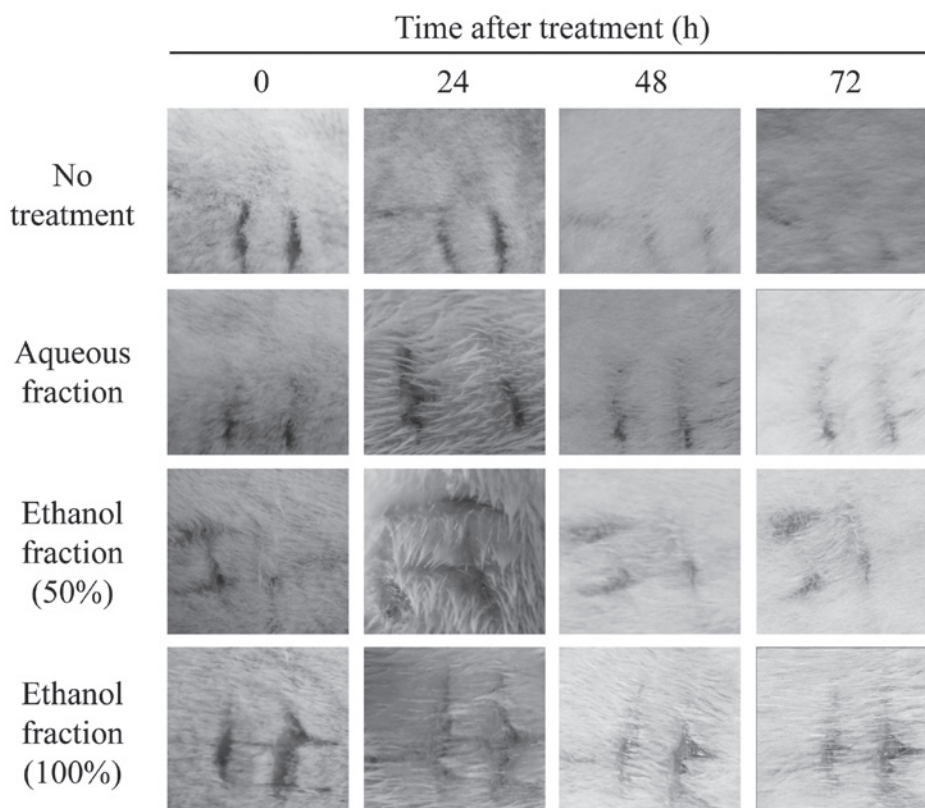 Time after treatment (h)
0 24 48 72
No
treatment
Aqueous
fraction
Ethanol
fraction
(50%)
Ethanol
fraction
(100%)